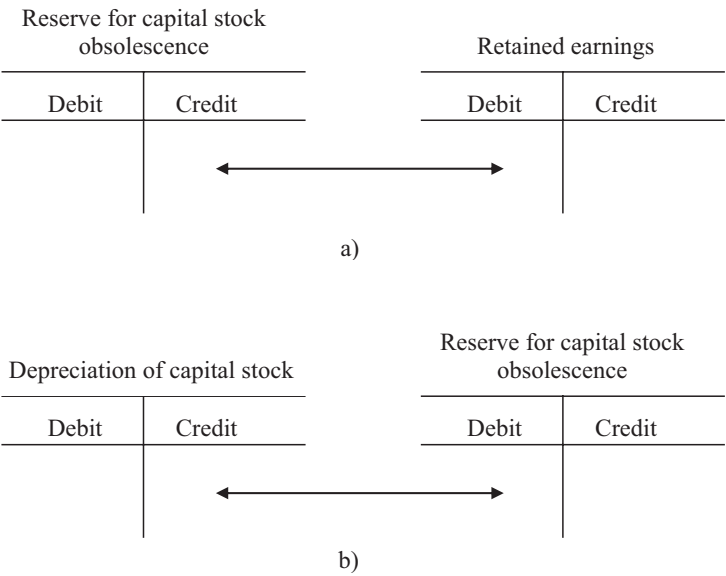 Reserve for capital stock
obsolescence
Retained earnings
Debit Credit
Debit Credit
a)
Depreciation of capital stock
Reserve for capital stock
obsolescence
Debit Credit
Debit Credit
b)